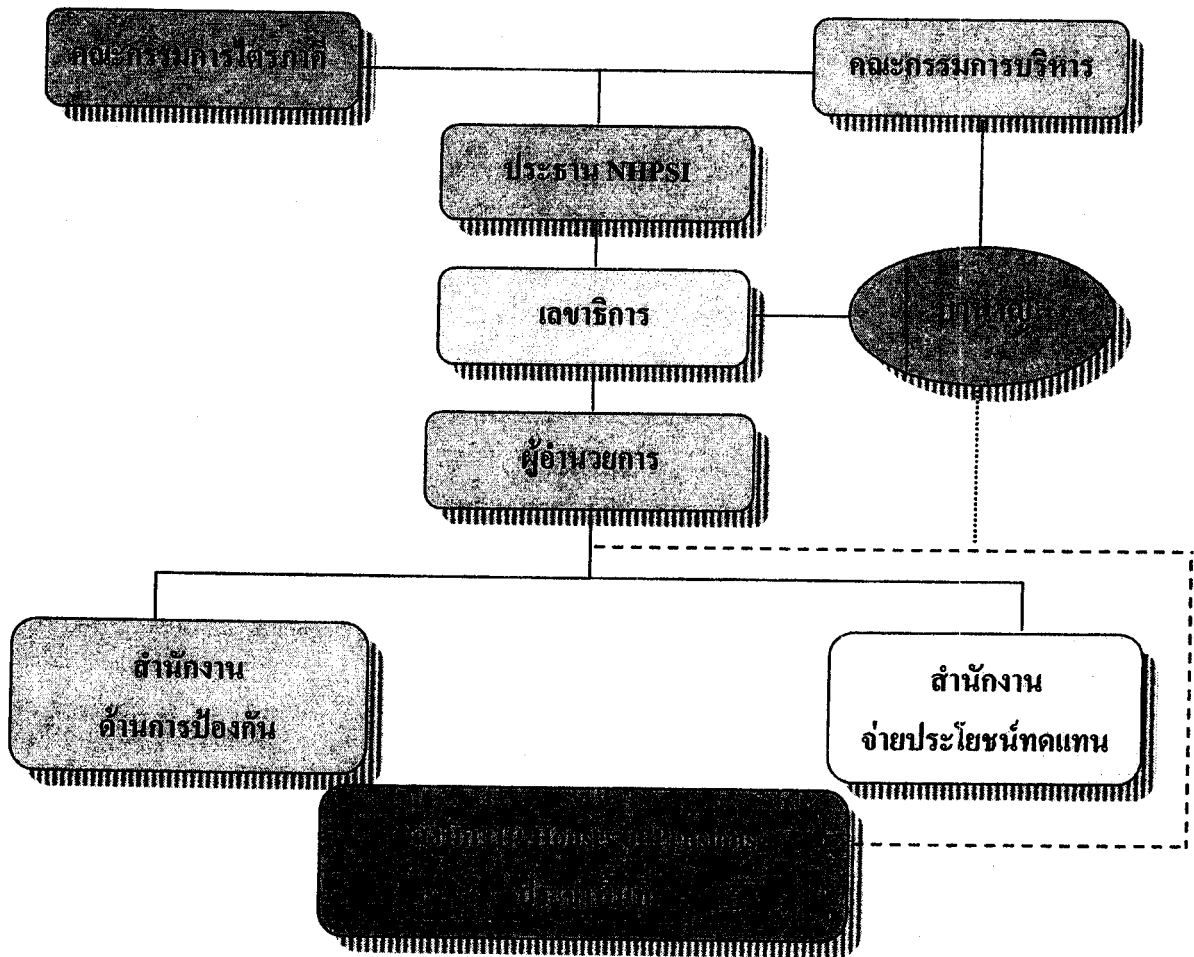 คณะกรรมการไตรภาคี
คณะกรรมการบริหาร
ประธาน NHPSI
เลขาธิการ
ผู้อำนวยการ
สำนักงาน
ด้านการป้องกัน
สำนักงาน
จ่ายประโยชน์ทดแทน